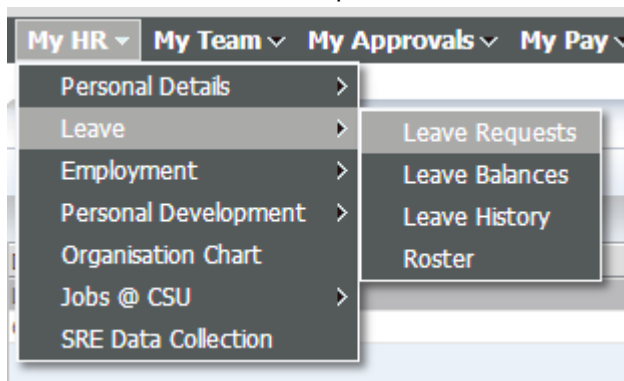 My HR My Team My Approvals My Pay
Personal Details
Leave
Employment
Personal Development
Organisation Chart
Jobs @ CSU
SRE Data Collection
Leave Requests
Leave Balances
Leave History
Roster